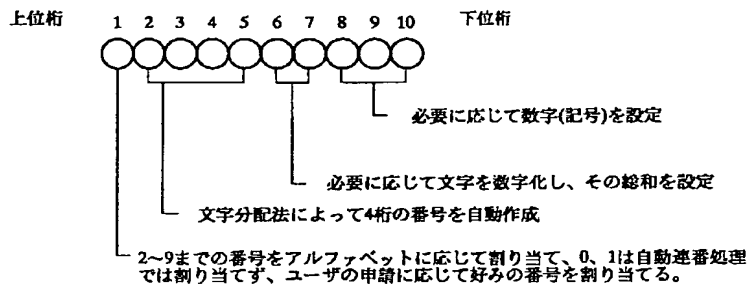 上位桁 1 2 3 4 5 6 7 8 9 10 下位桁
必要に応じて数字(記号)を設定
必要に応じて文字を数字化し、その総和を設定
文字分配法によって4桁の番号を自動作成
2～9までの番号をアルファベットに応じて割り当て、0、1は自動連番処理
では割り当てず、ユーザの申請に応じて好みの番号を割り当てる。